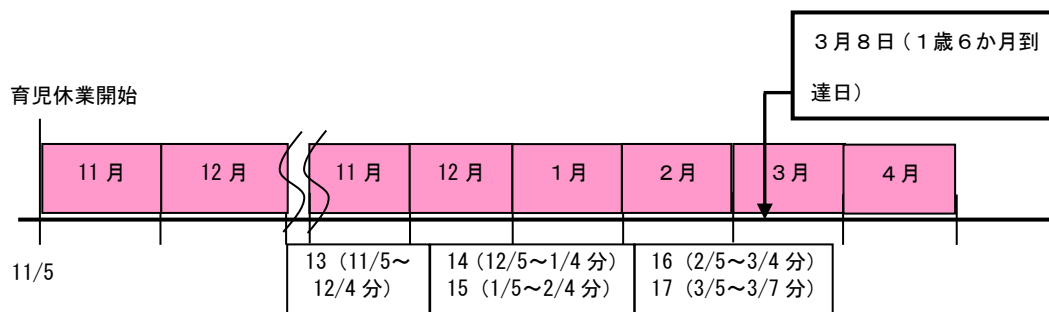 ３月８日（１歳６か月到
達日）
育児休業開始
11 月
12 月
11 月
12 月
１月
２月
３月
４月
11/5
13（11/5～
12/4 分）
14（12/5～1/4 分）
15（1/5～2/4 分）
16（2/5～3/4 分）
17（3/5～3/7 分）